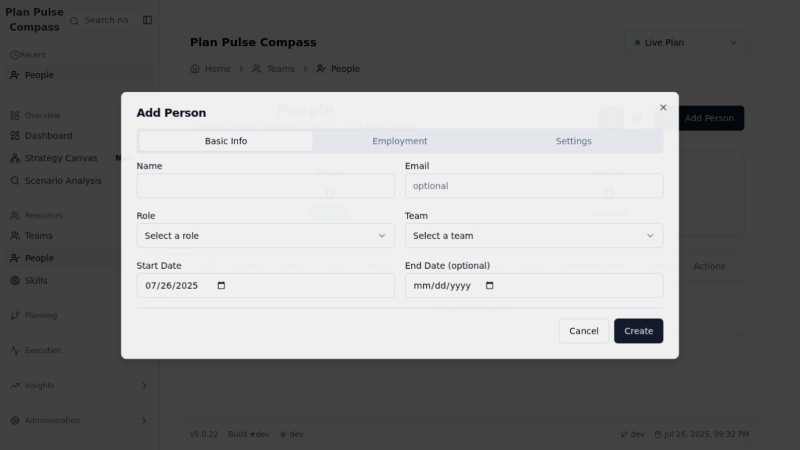 Plan Pulse
Compass
Search na
Recent
People
Overview
Dashboard
Strategy Canvas
Scenario Analysis
Resources
Teams
People
Skills
Planning
Execution
Insights
Administration
Plan Pulse Compass
Live Plan
Home > Teams > People
People
Add Person
Actions
Add Person
Basic Info
Employment
Settings
Name
Email
optional
Role
Team
Select a role
Select a team
Start Date
End Date (optional)
07/26/2025
mm/dd/yyyy
Cancel
Create
v0.0.22
Build #dev
# dev
dev
Jul 26, 2025, 09:32 PM